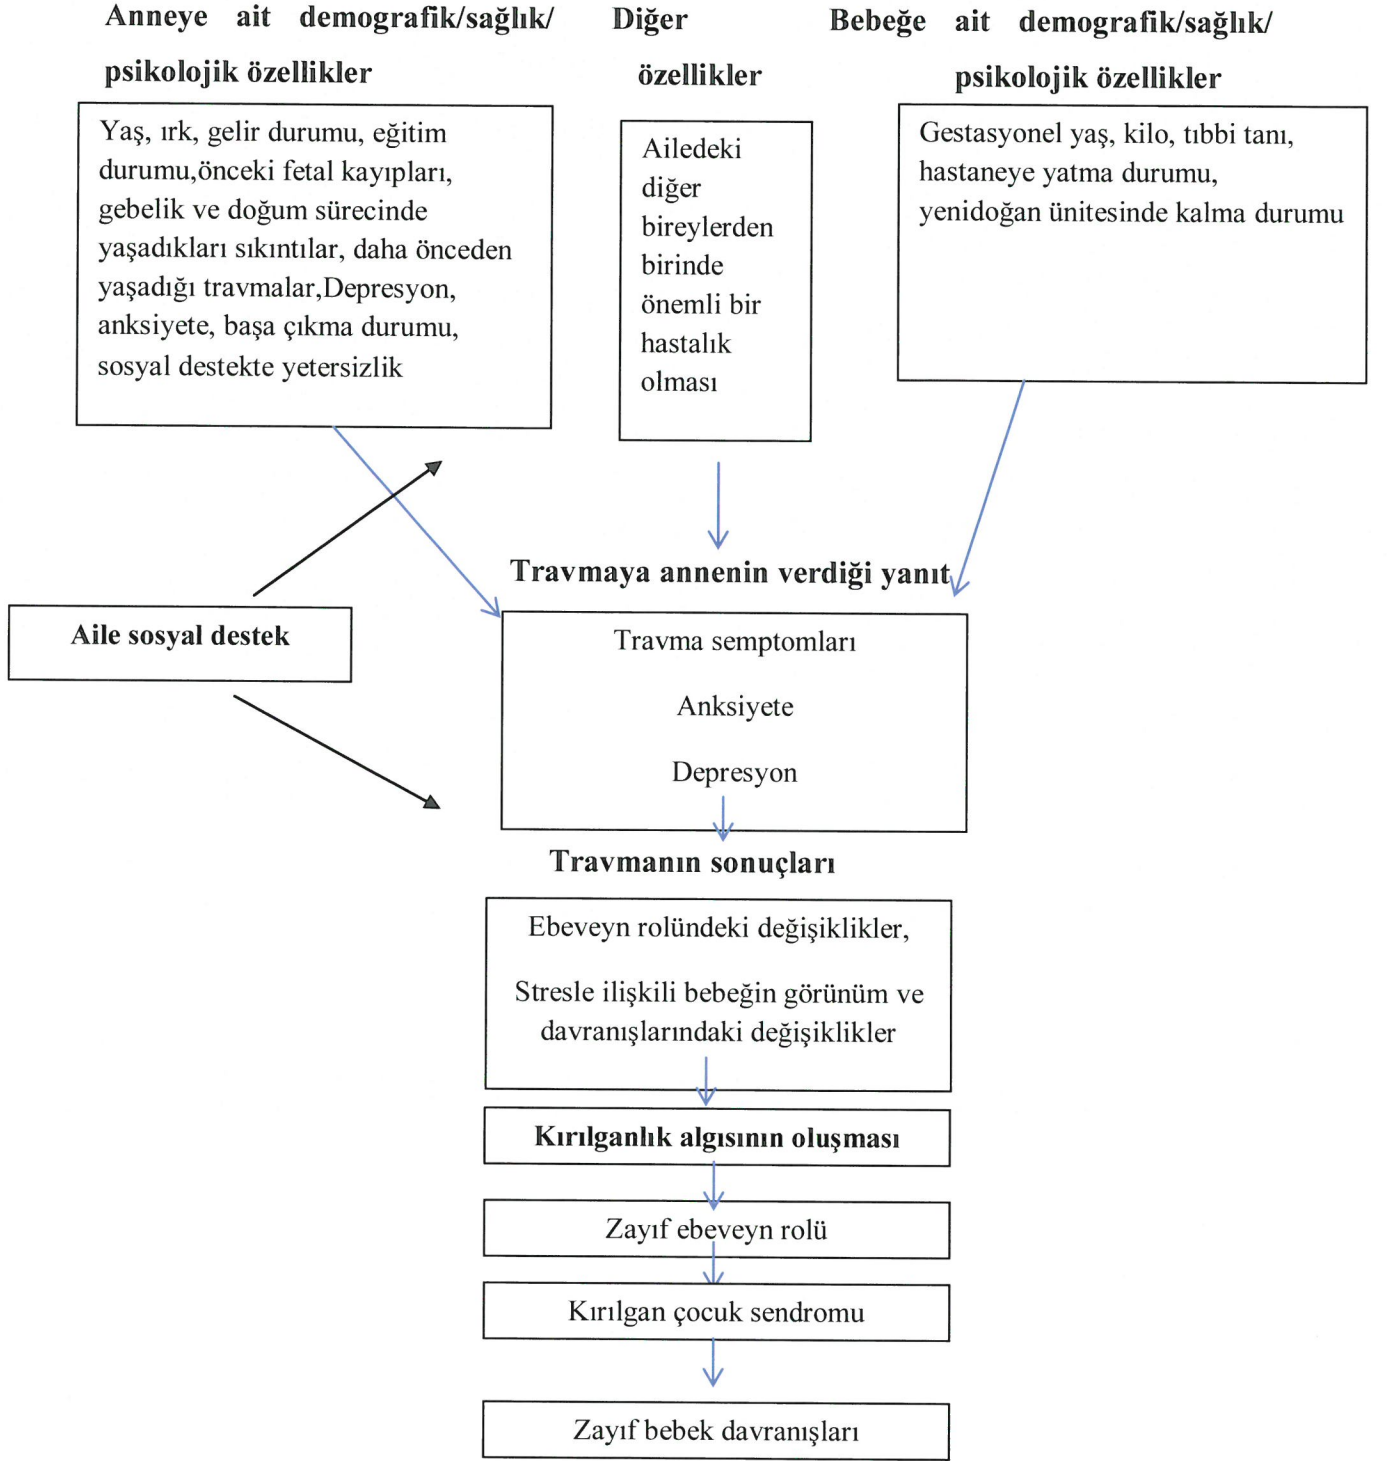 Anneye ait demografik/sağlık/
psikolojik özellikler
Yaş, ırk, gelir durumu, eğitim
durumu,önceki fetal kayıpları,
gebelik ve doğum sürecinde
yaşadıkları sıkıntılar, daha önceden
yaşadığı travmalar,Depresyon,
anksiyete, başa çıkma durumu,
sosyal destekte yetersizlik
Diğer
özellikler
Ailedeki
diğer
bireylerden
birinde
önemli bir
hastalık
olması
Bebeğe ait demografik/sağlık/
psikolojik özellikler
Gestasyonel yaş, kilo, tıbbi tanı,
hastaneye yatma durumu,
yenidoğan ünitesinde kalma durumu
Aile sosyal destek
Travmaya annenin verdiği yanıt
Travma semptomları
Anksiyete
Depresyon
Travmanın sonuçları
Ebeveyn rolündeki değişiklikler,
Stresle ilişkili bebeğin görünüm ve
davranışlarındaki değişiklikler
Kırılganlık algısının oluşması
Zayıf ebeveyn rolü
Kırılgan çocuk sendromu
Zayıf bebek davranışları